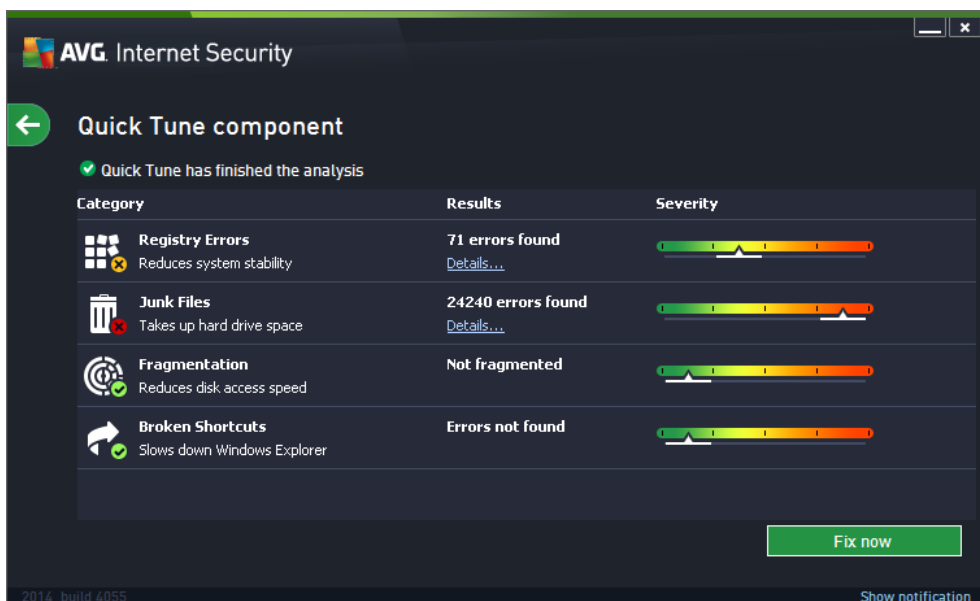 AVG. Internet Security
Quick Tune component
Quick Tune has finished the analysis
Category Results Severity
Registry Errors 71 errors found
Reduces system stability Details...
Junk Files 24240 errors found
Takes up hard drive space Details...
Fragmentation Not fragmented
Reduces disk access speed
Broken Shortcuts Errors not found
Slows down Windows Explorer
Fix now
2014 build 4055 Show notification